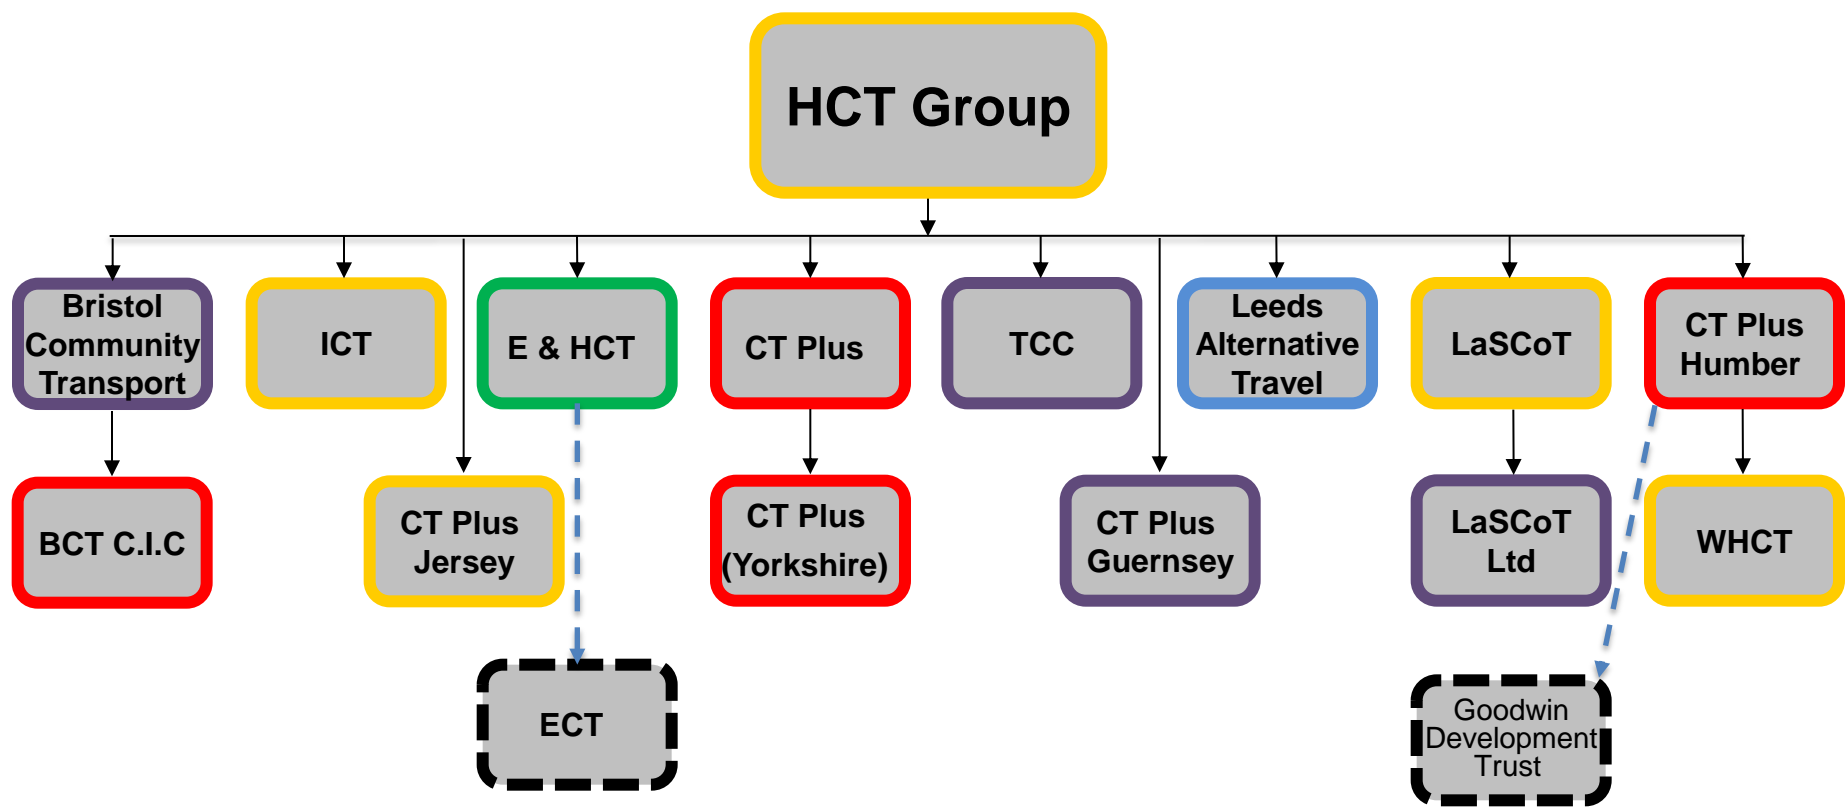 HCT Group
Bristol
Community
Transport
ICT
E & HCT
CT Plus
TCC
Leeds
Alternative
Travel
LaSCoT
CT Plus
Humber
BCT C.I.C
CT Plus
Jersey
CT Plus
(Yorkshire)
CT Plus
Guernsey
LaSCoT
Ltd
WHCT
ECT
Goodwin
Development
Trust